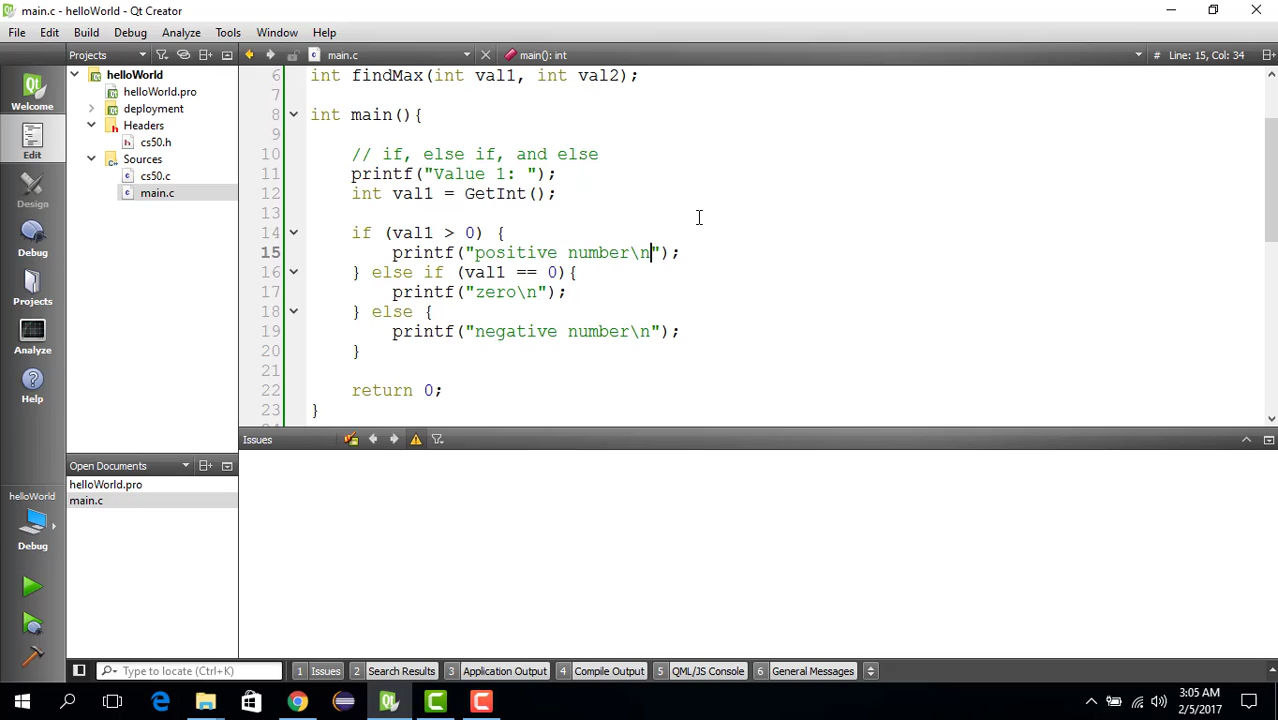 main.c - helloWorld - Qt Creator
File Edit Build Debug Analyze Tools Window Help
Projects
main.c
main(): int
# Line: 15, Col: 34
Welcome
Edit
Design
Debug
Projects
Analyze
Help
helloWorld
Debug
helloWorld
helloWorld.pro
deployment
Headers
cs50.h
Sources
cs50.c
main.c
Open Documents
helloWorld.pro
main.c
6 int findMax(int val1, int val2);
7
8 int main(){
9
10 // if, else if, and else
11 printf("Value 1: ");
12 int val1 = GetInt();
13
14 if (val1 > 0) {
15 printf("positive number\n");
16 } else if (val1 == 0){
17 printf("zero\n");
18 } else {
19 printf("negative number\n");
20 }
21
22 return 0;
23 }
Issues
Type to locate (Ctrl+K)
1 Issues 2 Search Results 3 Application Output 4 Compile Output 5 QML/JS Console 6 General Messages
3:05 AM
2/5/2017